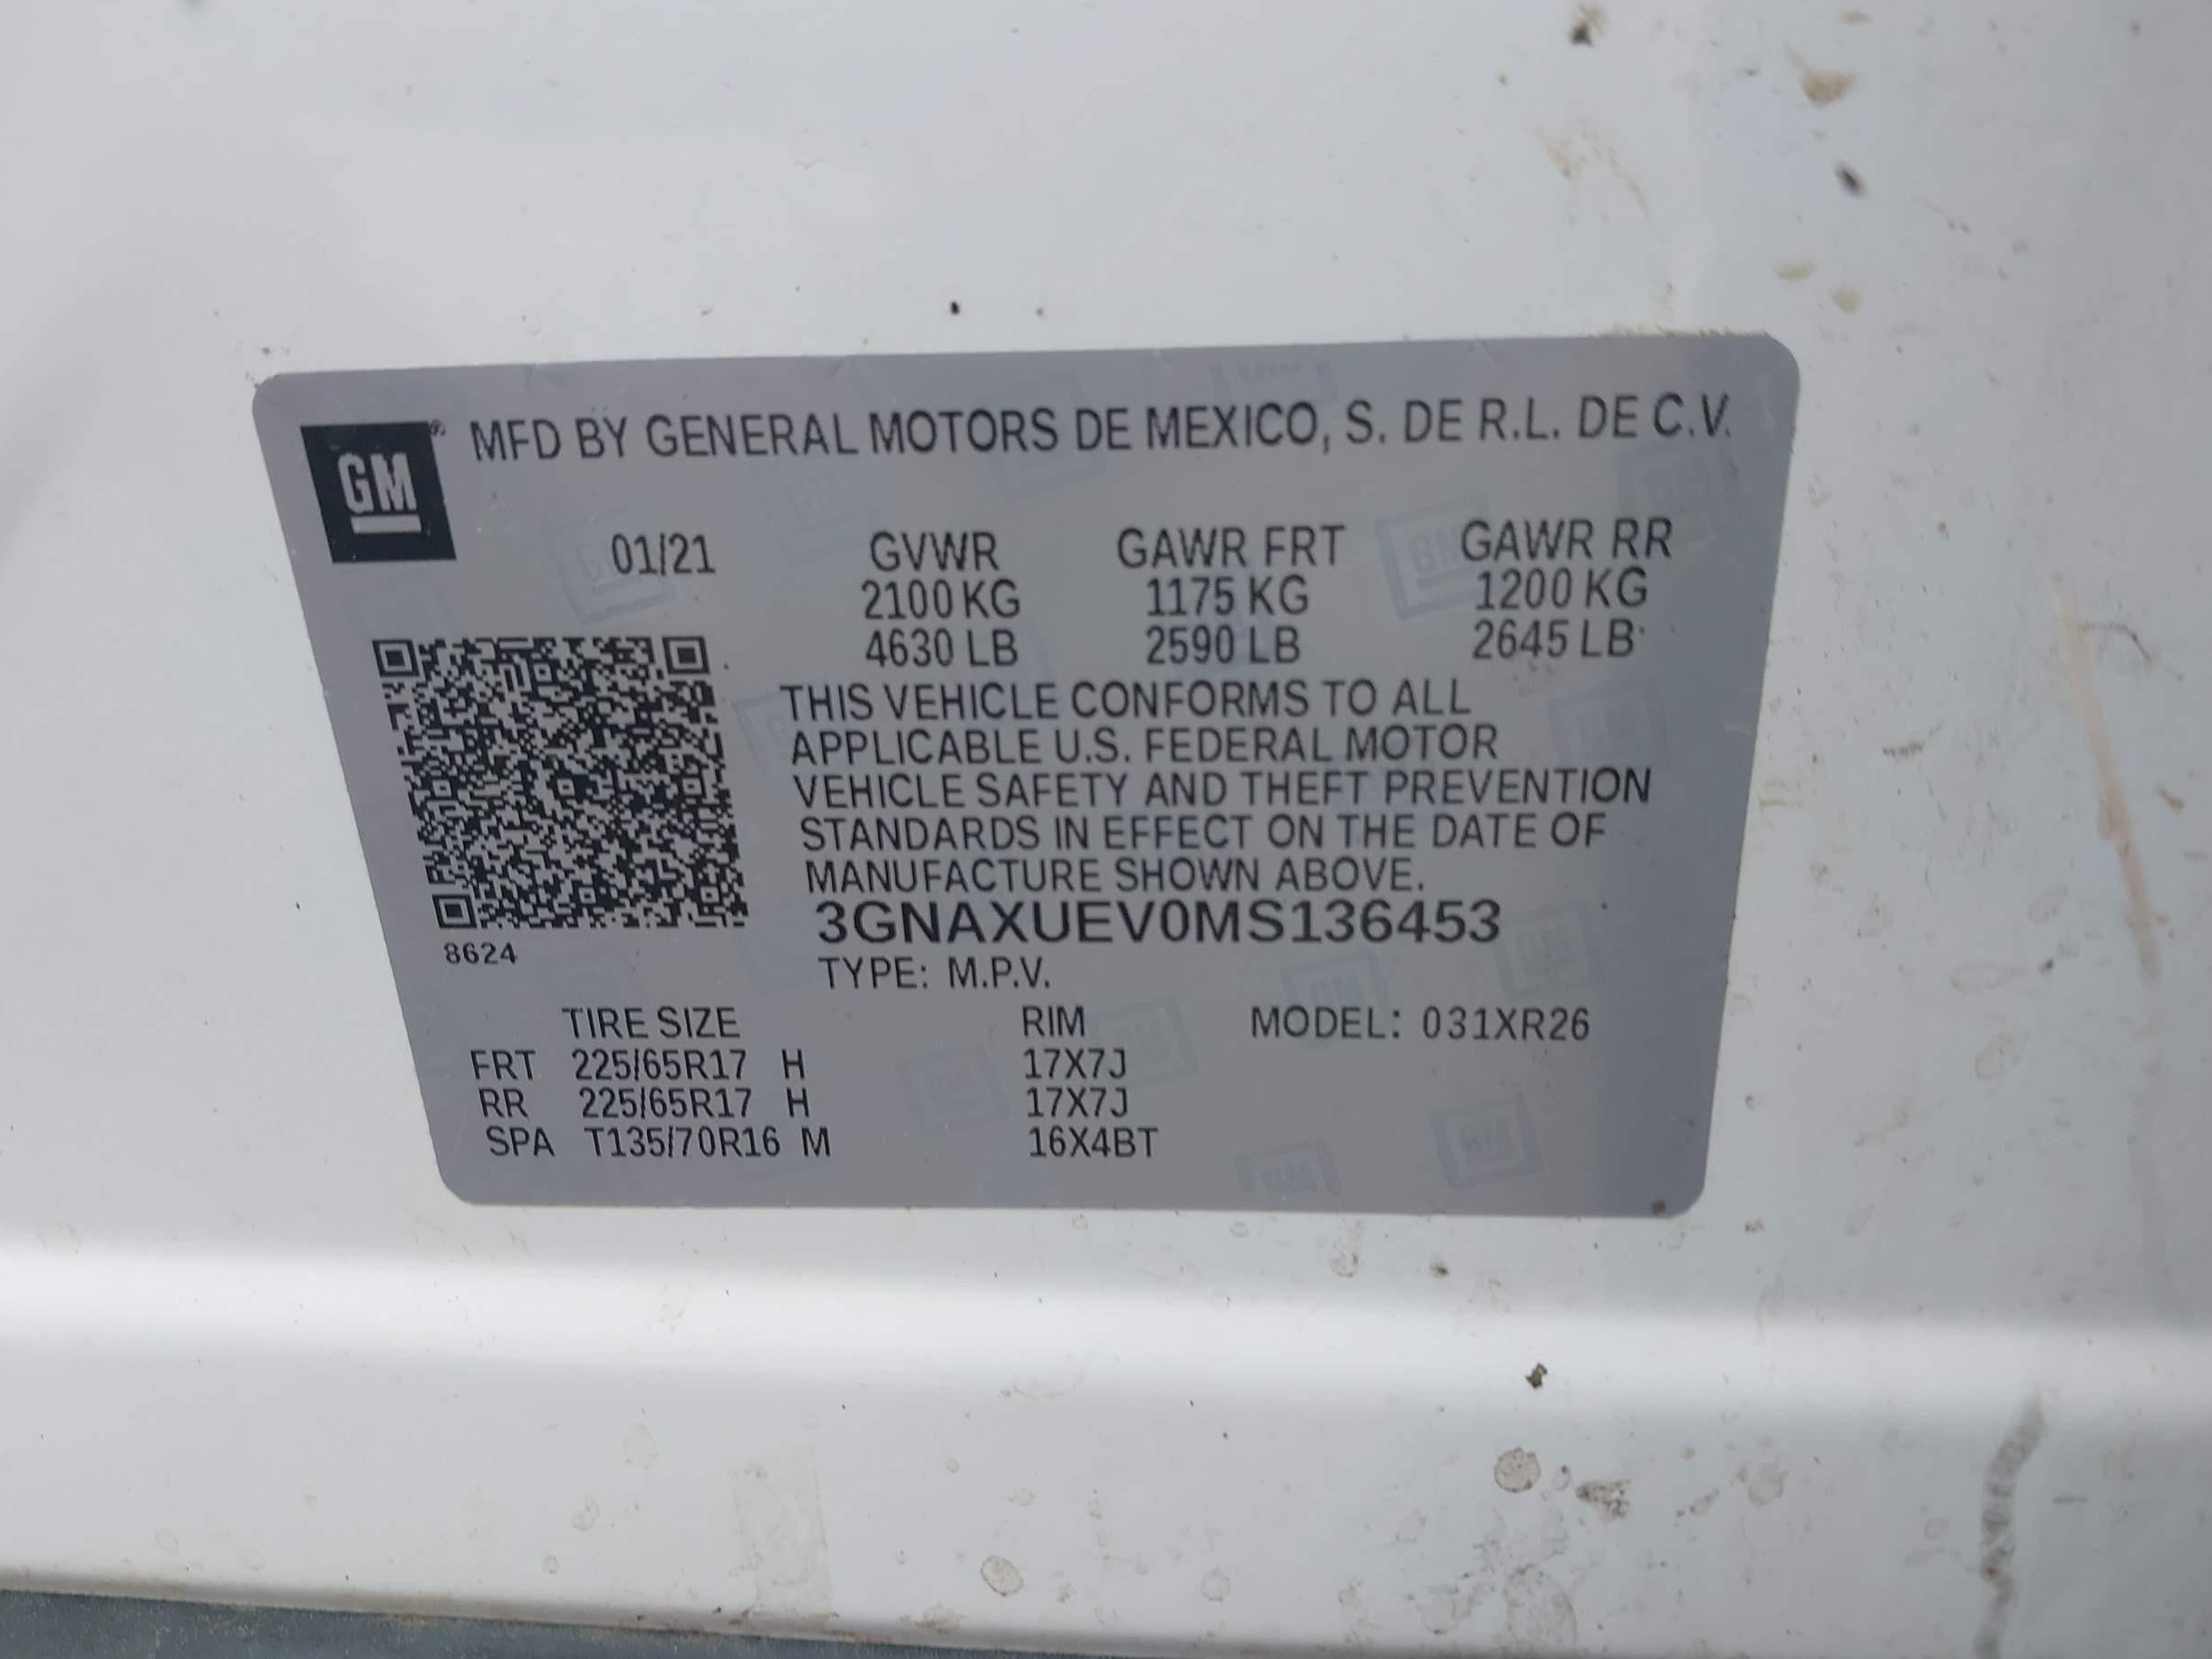 GM
MFD BY GENERAL MOTORS DE MEXICO, S. DE R.L. DE C.V.
01/21 GVWR GAWR FRT GAWR RR
2100 KG 1175 KG 1200 KG
4630 LB 2590 LB 2645 LB
THIS VEHICLE CONFORMS TO ALL
APPLICABLE U.S. FEDERAL MOTOR
VEHICLE SAFETY AND THEFT PREVENTION
STANDARDS IN EFFECT ON THE DATE OF
MANUFACTURE SHOWN ABOVE.
3GNAXUEV0MS136453
8624
TYPE: M.P.V.
TIRE SIZE RIM MODEL: 031XR26
FRT 225/65R17 H 17X7J
RR 225/65R17 H 17X7J
SPA T135/70R16 M 16X4BT